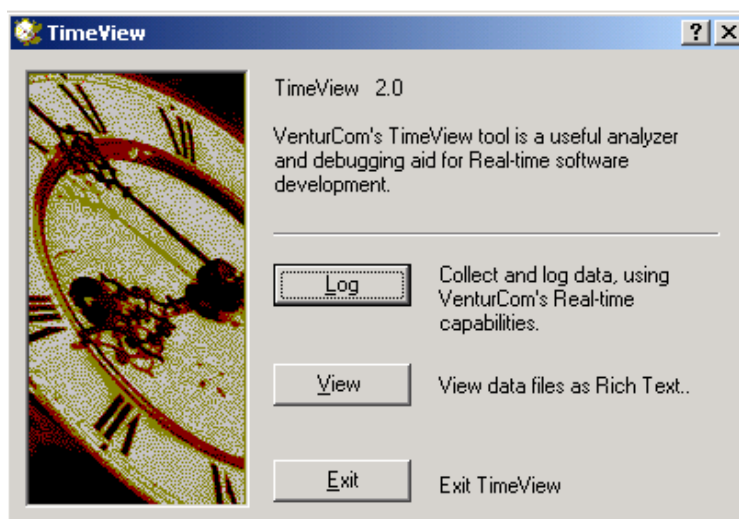 TimeView
TimeView 2.0
VenturCom's TimeView tool is a useful analyzer
and debugging aid for Real-time software
development.
Log
Collect and log data, using
VenturCom's Real-time
capabilities.
View
View data files as Rich Text..
Exit
Exit TimeView